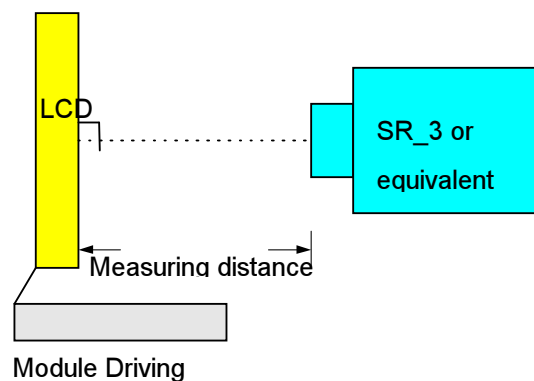 LCD
SR_3 or
equivalent
Measuring distance
Module Driving